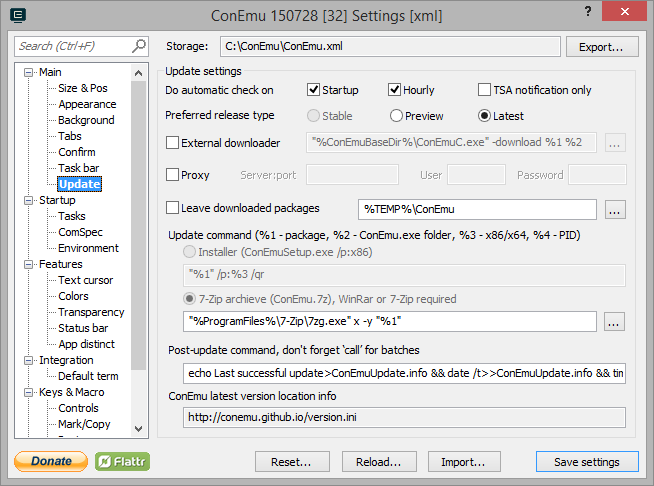 ConEmu 150728 [32] Settings [xml]
? X
Search (Ctrl+F)
Storage:
C:\ConEmu\ConEmu.xml
Export...
Main
Size & Pos
Appearance
Background
Tabs
Confirm
Task bar
Update
Startup
Tasks
ComSpec
Environment
Features
Text cursor
Colors
Transparency
Status bar
App distinct
Integration
Default term
Keys & Macro
Controls
Mark/Copy
Update settings
Do automatic check on
Startup
Hourly
TSA notification only
Preferred release type
Stable
Preview
Latest
External downloader
"%ConEmuBaseDir%\ConEmuC.exe" -download %1 %2
...
Proxy
Server:port
User
Password
Leave downloaded packages
%TEMP%\ConEmu
...
Update command (%1 - package, %2 - ConEmu.exe folder, %3 - x86/x64, %4 - PID)
Installer (ConEmuSetup.exe /p:x86)
"%1" /p:%3 /qr
7-Zip archieve (ConEmu.7z), WinRar or 7-Zip required
"%ProgramFiles%\7-Zip\7zg.exe" x -y "%1"
...
Post-update command, don't forget ‘call’ for batches
echo Last successful update>ConEmuUpdate.info && date /t>>ConEmuUpdate.info && tim
ConEmu latest version location info
http://conemu.github.io/version.ini
Donate
Flattr
Reset...
Reload...
Import...
Save settings